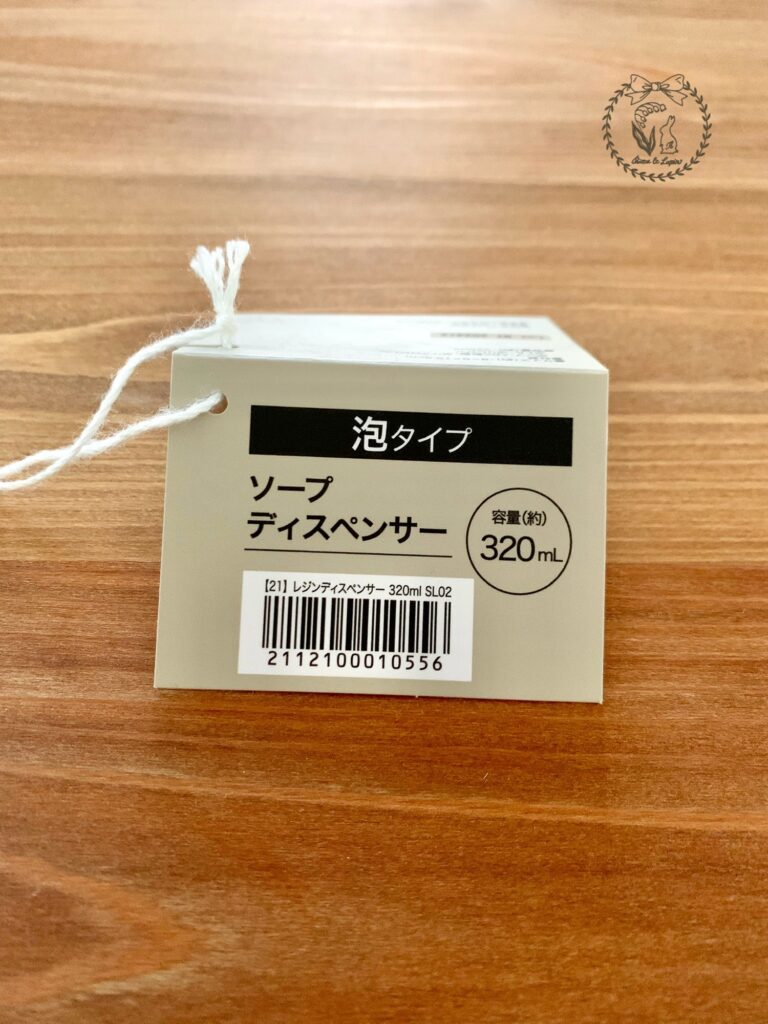 泡タイプ
ソープ
ディスペンサー
容量(約)
320mL
【21】レジンディスペンサー 320ml SL02
2112100010556